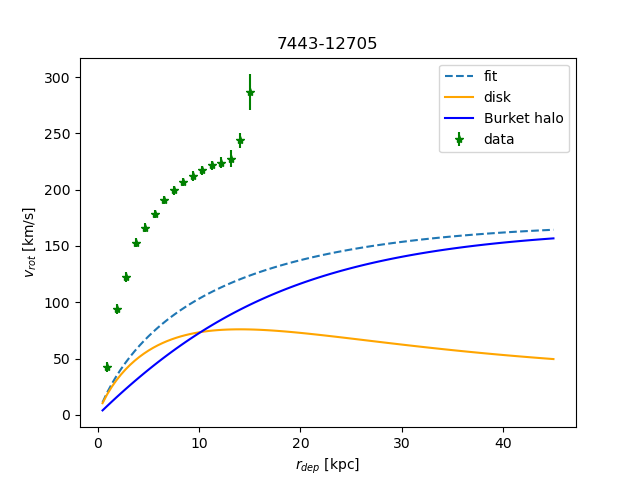 7443-12705
300
250
200
150
100
50
0
v_rot [km/s]
fit
disk
Burket halo
data
0 10 20 30 40
r_dep [kpc]